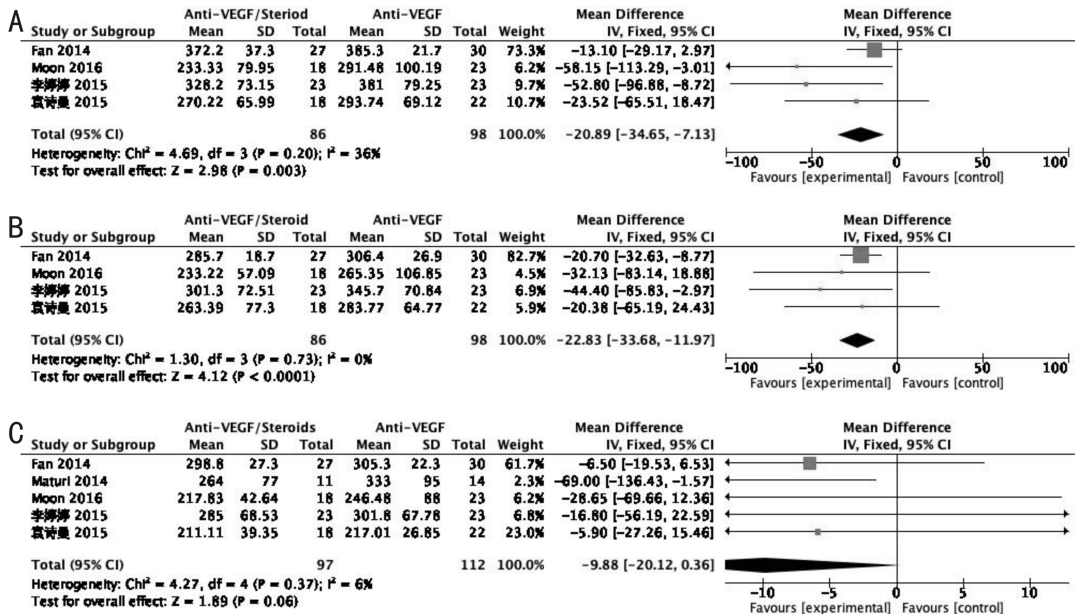 A
Anti-VEGF/Steriod Anti-VEGF Mean Difference Mean Difference
Study or Subgroup Mean SD Total Mean SD Total Weight IV, Fixed, 95% CI IV, Fixed, 95% CI
Fan 2014 372.2 37.3 27 385.3 21.7 30 73.3% -13.10 [-29.17, 2.97]
Moon 2016 233.33 79.95 18 291.48 100.19 23 6.2% -58.15 [-113.29, -3.01]
李婷婷 2015 328.2 73.15 23 381 79.25 23 9.7% -52.80 [-96.88, -8.72]
袁诗曼 2015 270.22 65.99 18 293.74 69.12 22 10.7% -23.52 [-65.51, 18.47]
Total (95% CI) 86 98 100.0% -20.89 [-34.65, -7.13]
Heterogeneity: Chi² = 4.69, df = 3 (P = 0.20); I² = 36%
Test for overall effect: Z = 2.98 (P = 0.003)
-100 -50 0 50 100
Favours [experimental] Favours [control]
B
Anti-VEGF/Steroid Anti-VEGF Mean Difference Mean Difference
Study or Subgroup Mean SD Total Mean SD Total Weight IV, Fixed, 95% CI IV, Fixed, 95% CI
Fan 2014 285.7 18.7 27 306.4 26.9 30 82.7% -20.70 [-32.63, -8.77]
Moon 2016 233.22 57.09 18 265.35 106.85 23 4.5% -32.13 [-83.14, 18.88]
李婷婷 2015 301.3 72.51 23 345.7 70.84 23 6.9% -44.40 [-85.83, -2.97]
袁诗曼 2015 263.39 77.3 18 283.77 64.77 22 5.9% -20.38 [-65.19, 24.43]
Total (95% CI) 86 98 100.0% -22.83 [-33.68, -11.97]
Heterogeneity: Chi² = 1.30, df = 3 (P = 0.73); I² = 0%
Test for overall effect: Z = 4.12 (P < 0.0001)
-100 -50 0 50 100
Favours [experimental] Favours [control]
C
Anti-VEGF/Steroids Anti-VEGF Mean Difference Mean Difference
Study or Subgroup Mean SD Total Mean SD Total Weight IV, Fixed, 95% CI IV, Fixed, 95% CI
Fan 2014 298.8 27.3 27 305.3 22.3 30 61.7% -6.50 [-19.53, 6.53]
Maturi 2014 264 77 11 333 95 14 2.3% -69.00 [-136.43, -1.57]
Moon 2016 217.83 42.64 18 246.48 88 23 6.2% -28.65 [-69.66, 12.36]
李婷婷 2015 285 68.53 23 301.8 67.78 23 6.8% -16.80 [-56.19, 22.59]
袁诗曼 2015 211.11 39.35 18 217.01 26.85 22 23.0% -5.90 [-27.26, 15.46]
Total (95% CI) 97 112 100.0% -9.88 [-20.12, 0.36]
Heterogeneity: Chi² = 4.27, df = 4 (P = 0.37); I² = 6%
Test for overall effect: Z = 1.89 (P = 0.06)
-10 -5 0 5 10
Favours [experimental] Favours [control]